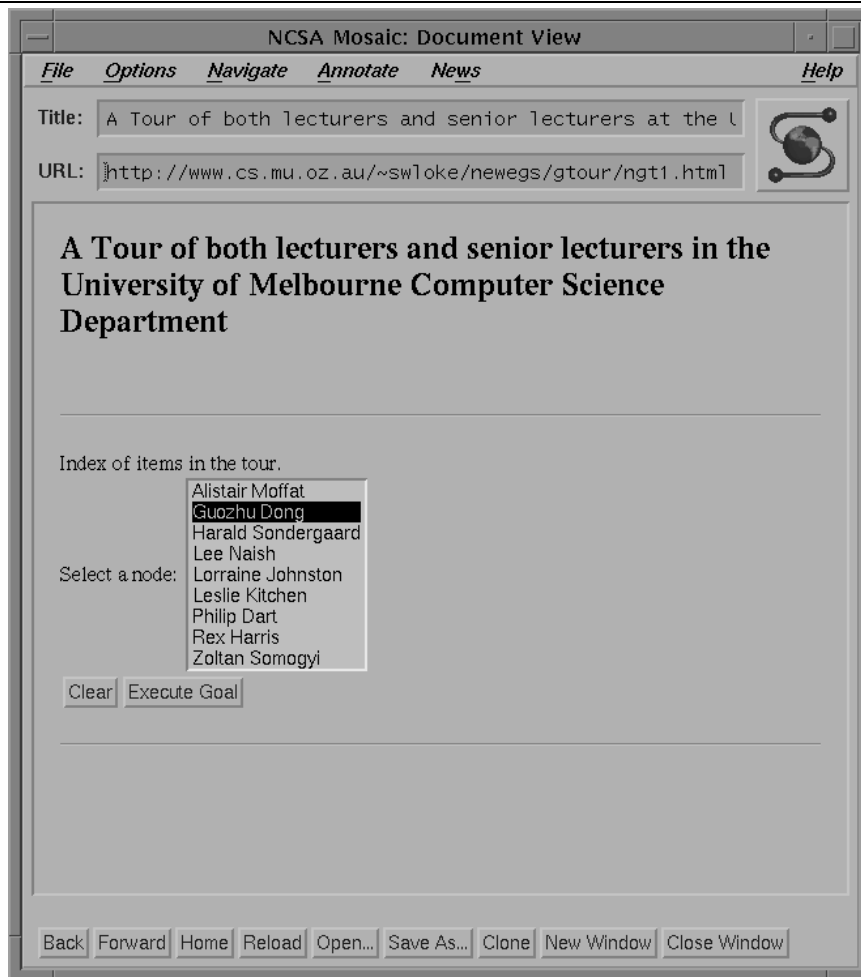 NCSA Mosaic: Document View
File Options Navigate Annotate News Help
Title: A Tour of both lecturers and senior lecturers at the
URL: http://www.cs.mu.oz.au/~swloke/newegs/gtour/ngt1.html
A Tour of both lecturers and senior lecturers in the
University of Melbourne Computer Science
Department
Index of items in the tour.
Alistair Moffat
Guozhu Dong
Harald Sondergaard
Lee Naish
Select a node: Lorraine Johnston
Leslie Kitchen
Philip Dart
Rex Harris
Zoltan Somogyi
Clear Execute Goal
Back Forward Home Reload Open... Save As... Clone New Window Close Window